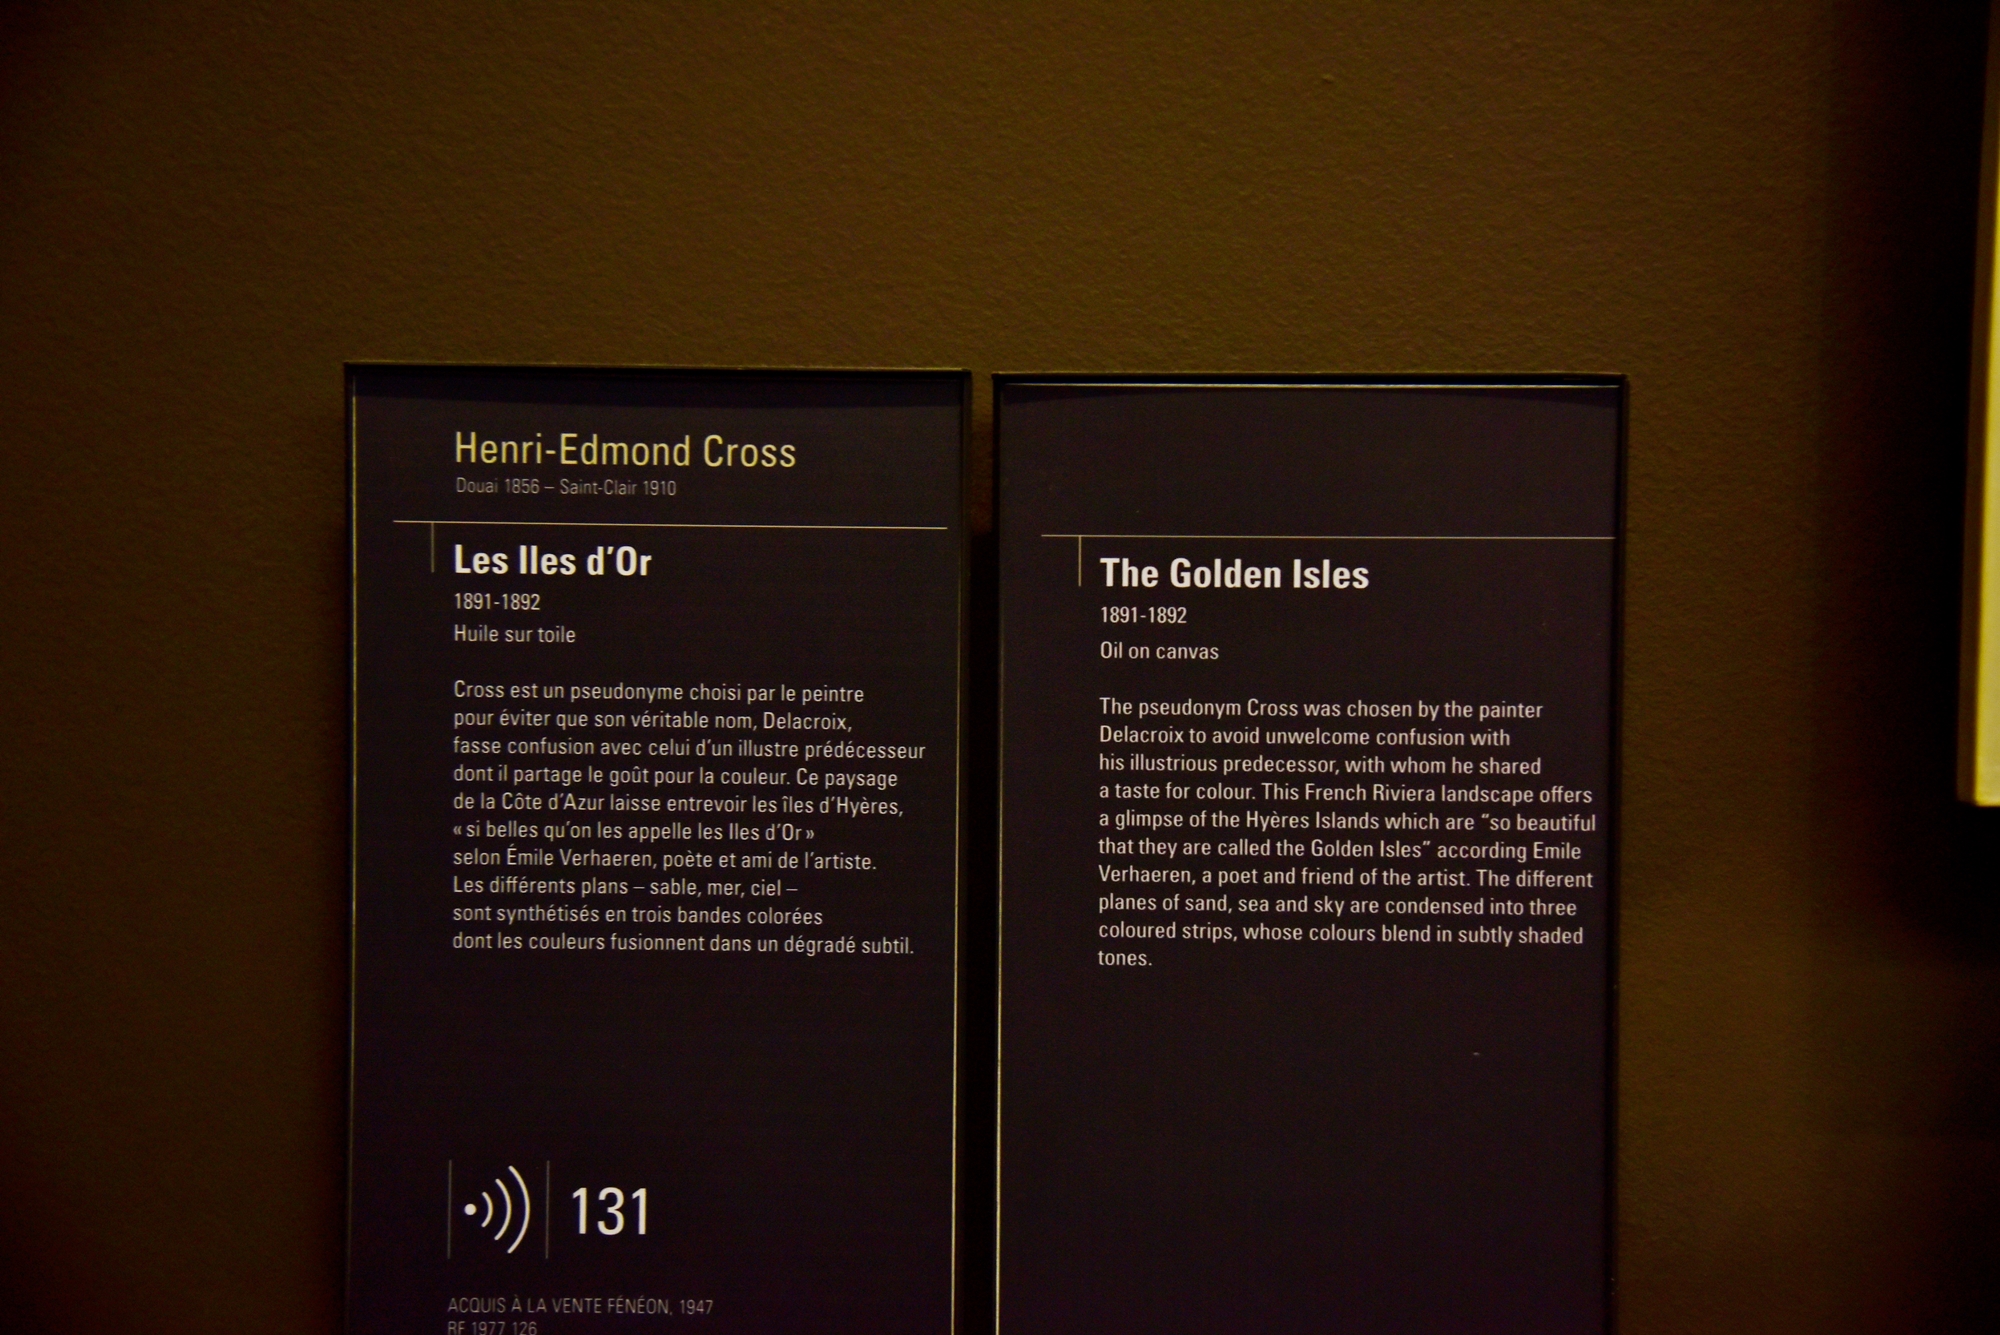 Henri-Edmond Cross
Douai 1856 – Saint-Clair 1910
Les Iles d'Or
1891-1892
Huile sur toile
Cross est un pseudonyme choisi par le peintre
pour éviter que son véritable nom, Delacroix,
fasse confusion avec celui d'un illustre prédécesseur
dont il partage le goût pour la couleur. Ce paysage
de la Côte d'Azur laisse entrevoir les îles d'Hyères,
« si belles qu'on les appelle les Iles d'Or »
selon Émile Verhaeren, poète et ami de l'artiste.
Les différents plans – sable, mer, ciel –
sont synthétisés en trois bandes colorées
dont les couleurs fusionnent dans un dégradé subtil.
131
ACQUIS À LA VENTE FÉNÉON, 1947
RF 1977 126
The Golden Isles
1891-1892
Oil on canvas
The pseudonym Cross was chosen by the painter
Delacroix to avoid unwelcome confusion with
his illustrious predecessor, with whom he shared
a taste for colour. This French Riviera landscape offers
a glimpse of the Hyères Islands which are “so beautiful
that they are called the Golden Isles” according Emile
Verhaeren, a poet and friend of the artist. The different
planes of sand, sea and sky are condensed into three
coloured strips, whose colours blend in subtly shaded
tones.